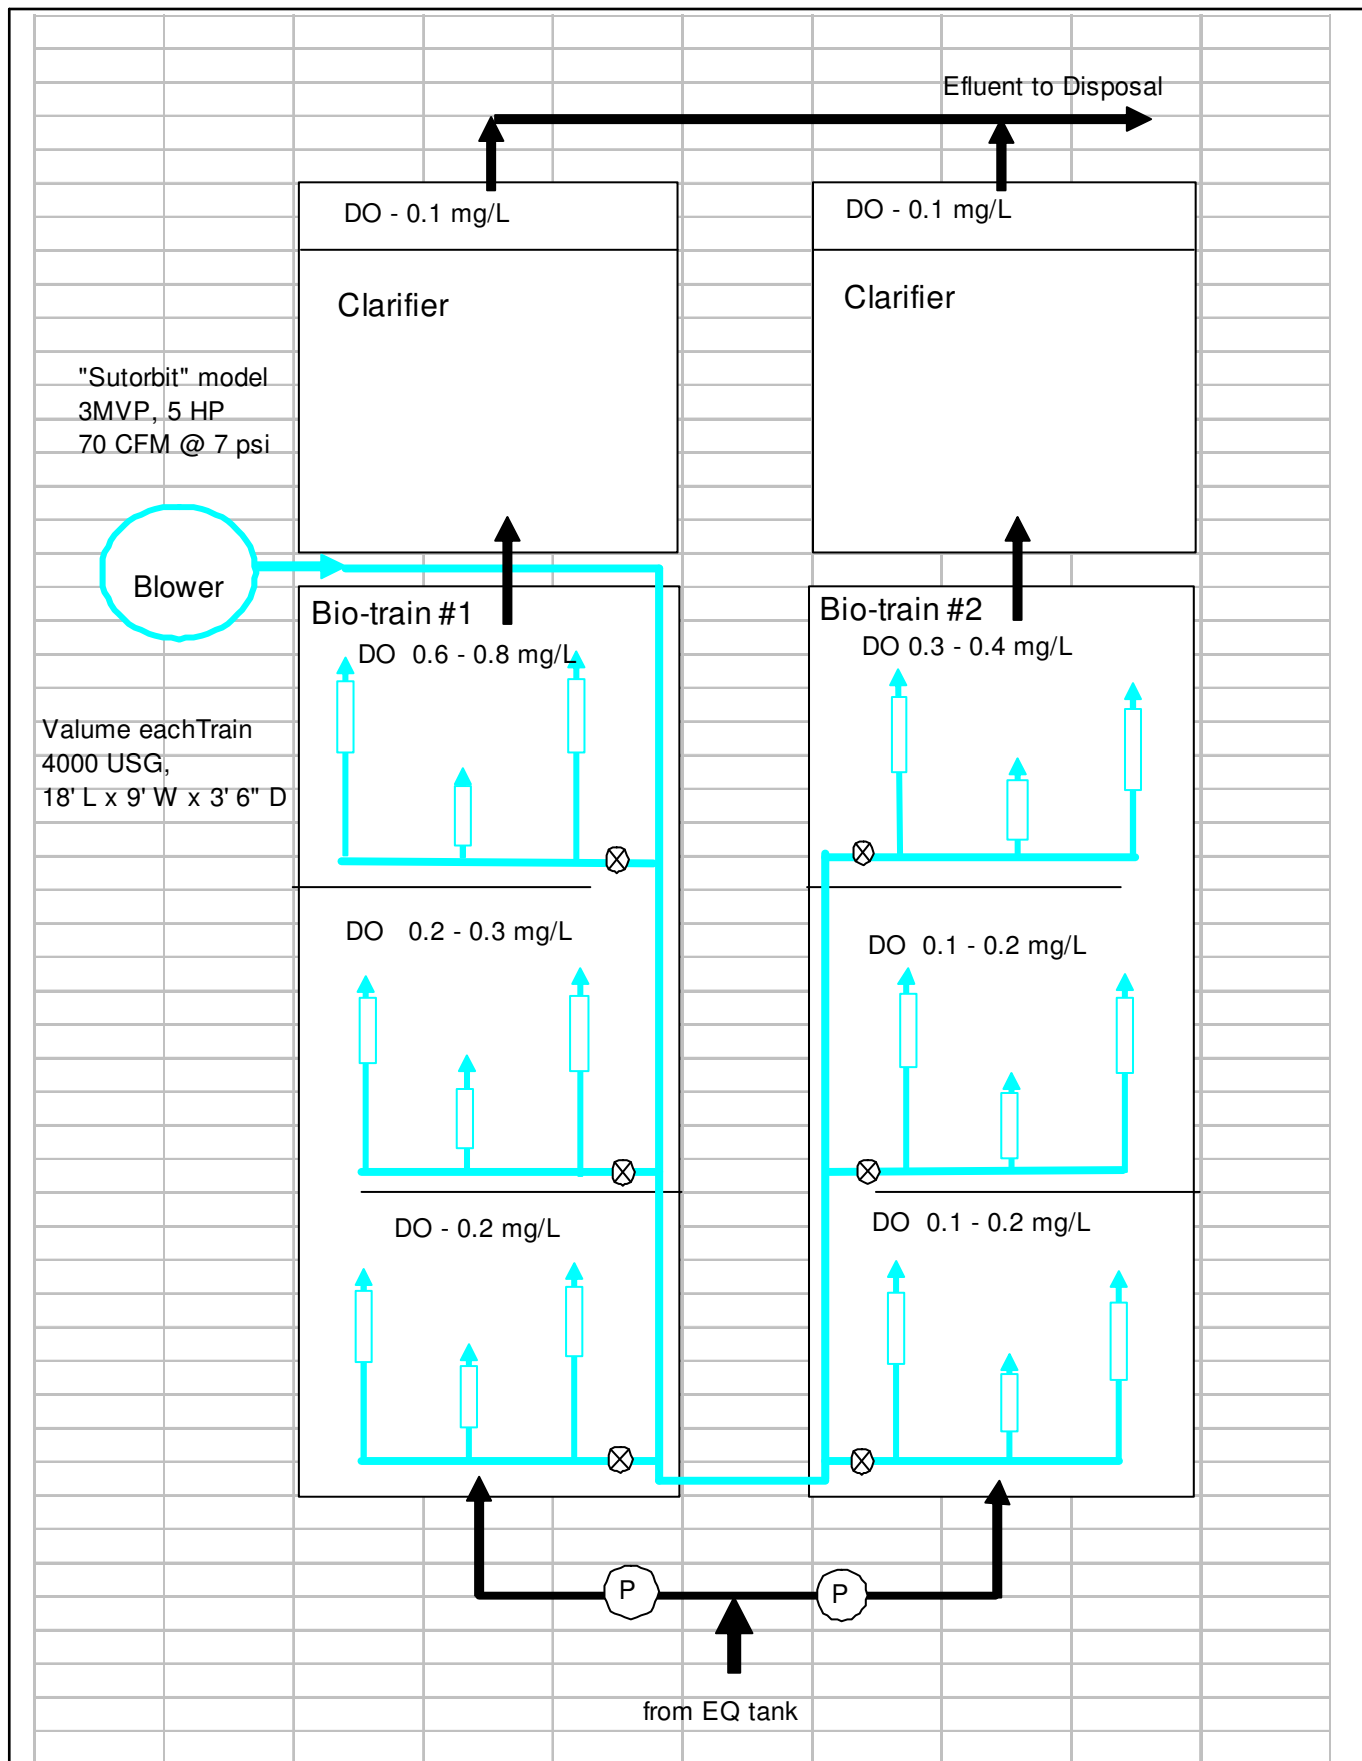 Efluent to Disposal
DO - 0.1 mg/L
DO - 0.1 mg/L
Clarifier
Clarifier
"Sutorbit" model
3MVP, 5 HP
70 CFM @ 7 psi
Blower
Bio-train #1
Bio-train #2
DO 0.6 - 0.8 mg/L
DO 0.3 - 0.4 mg/L
Valume eachTrain
4000 USG,
18' L x 9' W x 3' 6" D
DO 0.2 - 0.3 mg/L
DO 0.1 - 0.2 mg/L
DO - 0.2 mg/L
DO 0.1 - 0.2 mg/L
P
P
from EQ tank